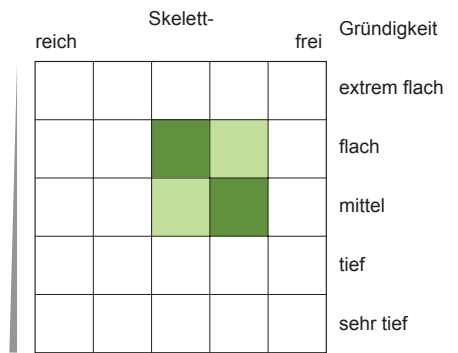 Skelett-
reich frei
Gründigkeit
extrem flach
flach
mittel
tief
sehr tief